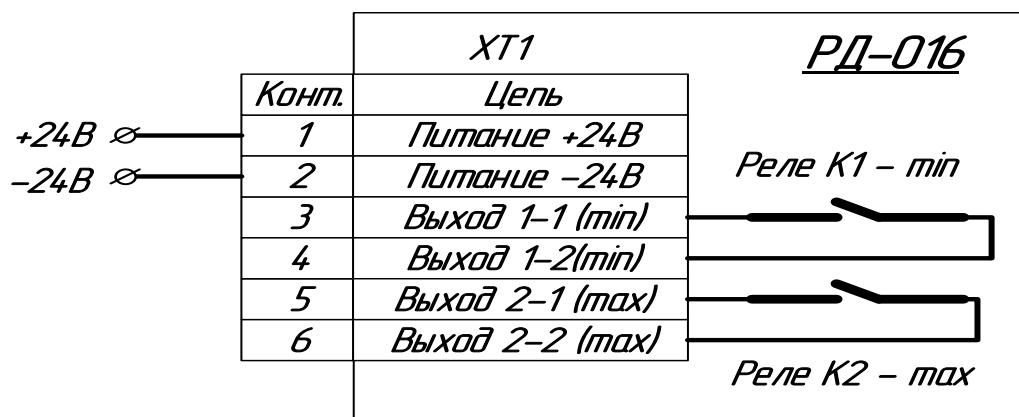 XT1
РД-016
Конт. Цепь
+24В 1 Питание +24В
-24В 2 Питание -24В
Реле К1 - min
3 Выход 1-1 (min)
4 Выход 1-2(min)
5 Выход 2-1 (max)
6 Выход 2-2 (max)
Реле К2 - max